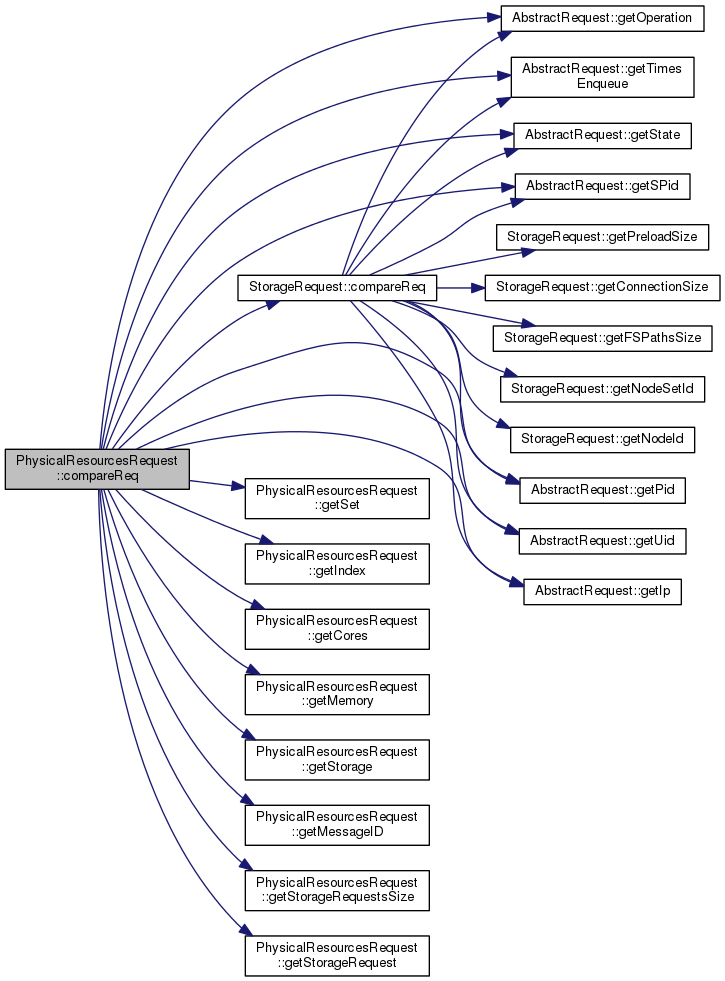 AbstractRequest::getOperation
AbstractRequest::getTimes
Enqueue
AbstractRequest::getState
AbstractRequest::getSPid
StorageRequest::getPreloadSize
StorageRequest::compareReq
StorageRequest::getConnectionSize
StorageRequest::getFSPathsSize
StorageRequest::getNodeSetId
StorageRequest::getNodeId
PhysicalResourcesRequest
::compareReq
AbstractRequest::getPid
PhysicalResourcesRequest
::getSet
AbstractRequest::getUid
PhysicalResourcesRequest
::getIndex
AbstractRequest::getIp
PhysicalResourcesRequest
::getCores
PhysicalResourcesRequest
::getMemory
PhysicalResourcesRequest
::getStorage
PhysicalResourcesRequest
::getMessageID
PhysicalResourcesRequest
::getStorageRequestsSize
PhysicalResourcesRequest
::getStorageRequest